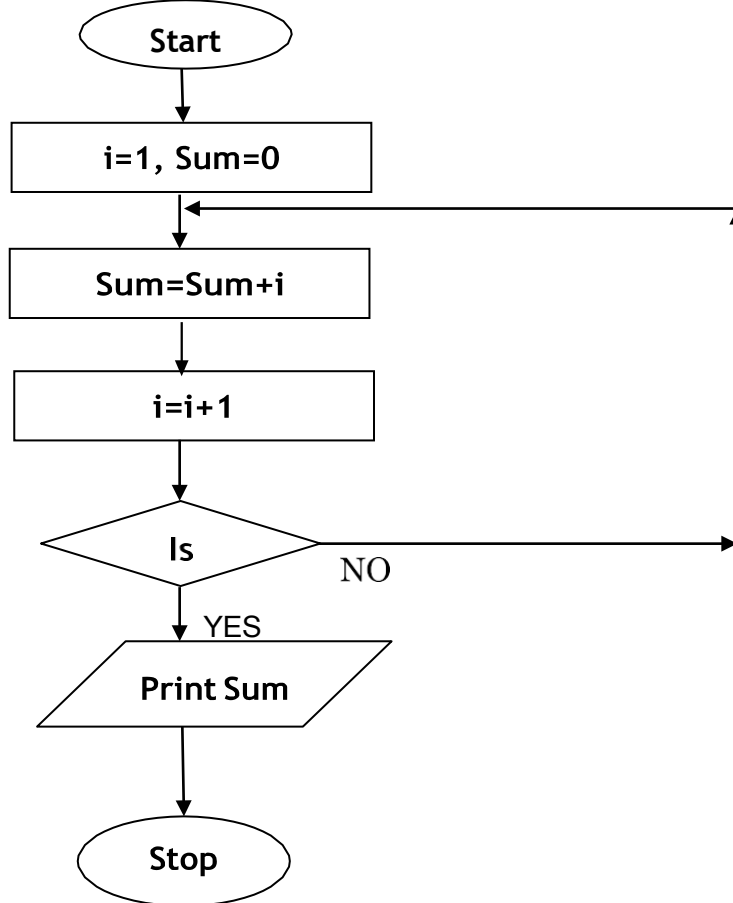 Start
i=1, Sum=0
Sum=Sum+i
i=i+1
Is
NO
YES
Print Sum
Stop